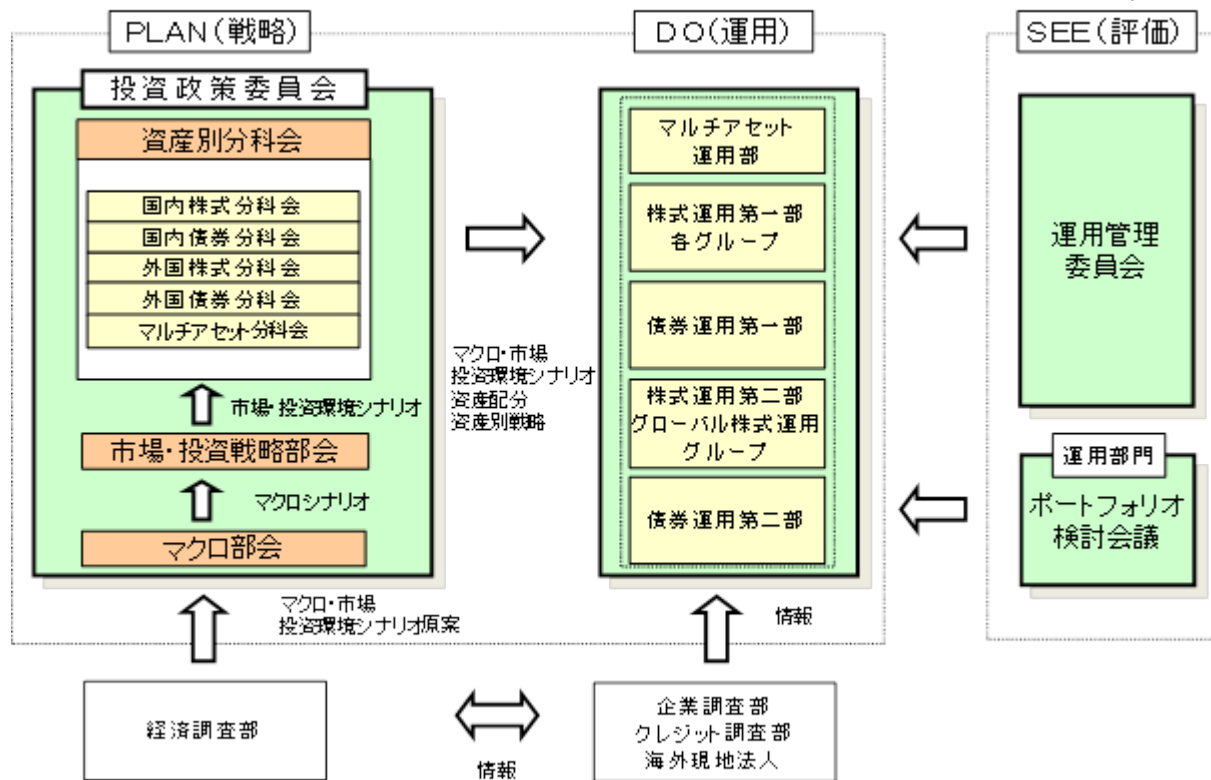 PLAN(戦略)
DO(運用)
SEE(評価)
投資政策委員会
資産別分科会
国内株式分科会
国内債券分科会
外国株式分科会
外国債券分科会
マルチアセット分科会
市場・投資環境シナリオ
市場・投資戦略部会
マクロシナリオ
マクロ部会
マクロ・市場
投資環境シナリオ原案
経済調査部
マクロ・市場
投資環境シナリオ
資産配分
資産別戦略
マルチアセット
運用部
株式運用第一部
各グループ
債券運用第一部
株式運用第二部
グローバル株式運用
グループ
債券運用第二部
情報
企業調査部
クレジット調査部
海外現地法人
情報
運用管理
委員会
運用部門
ポートフォリオ
検討会議